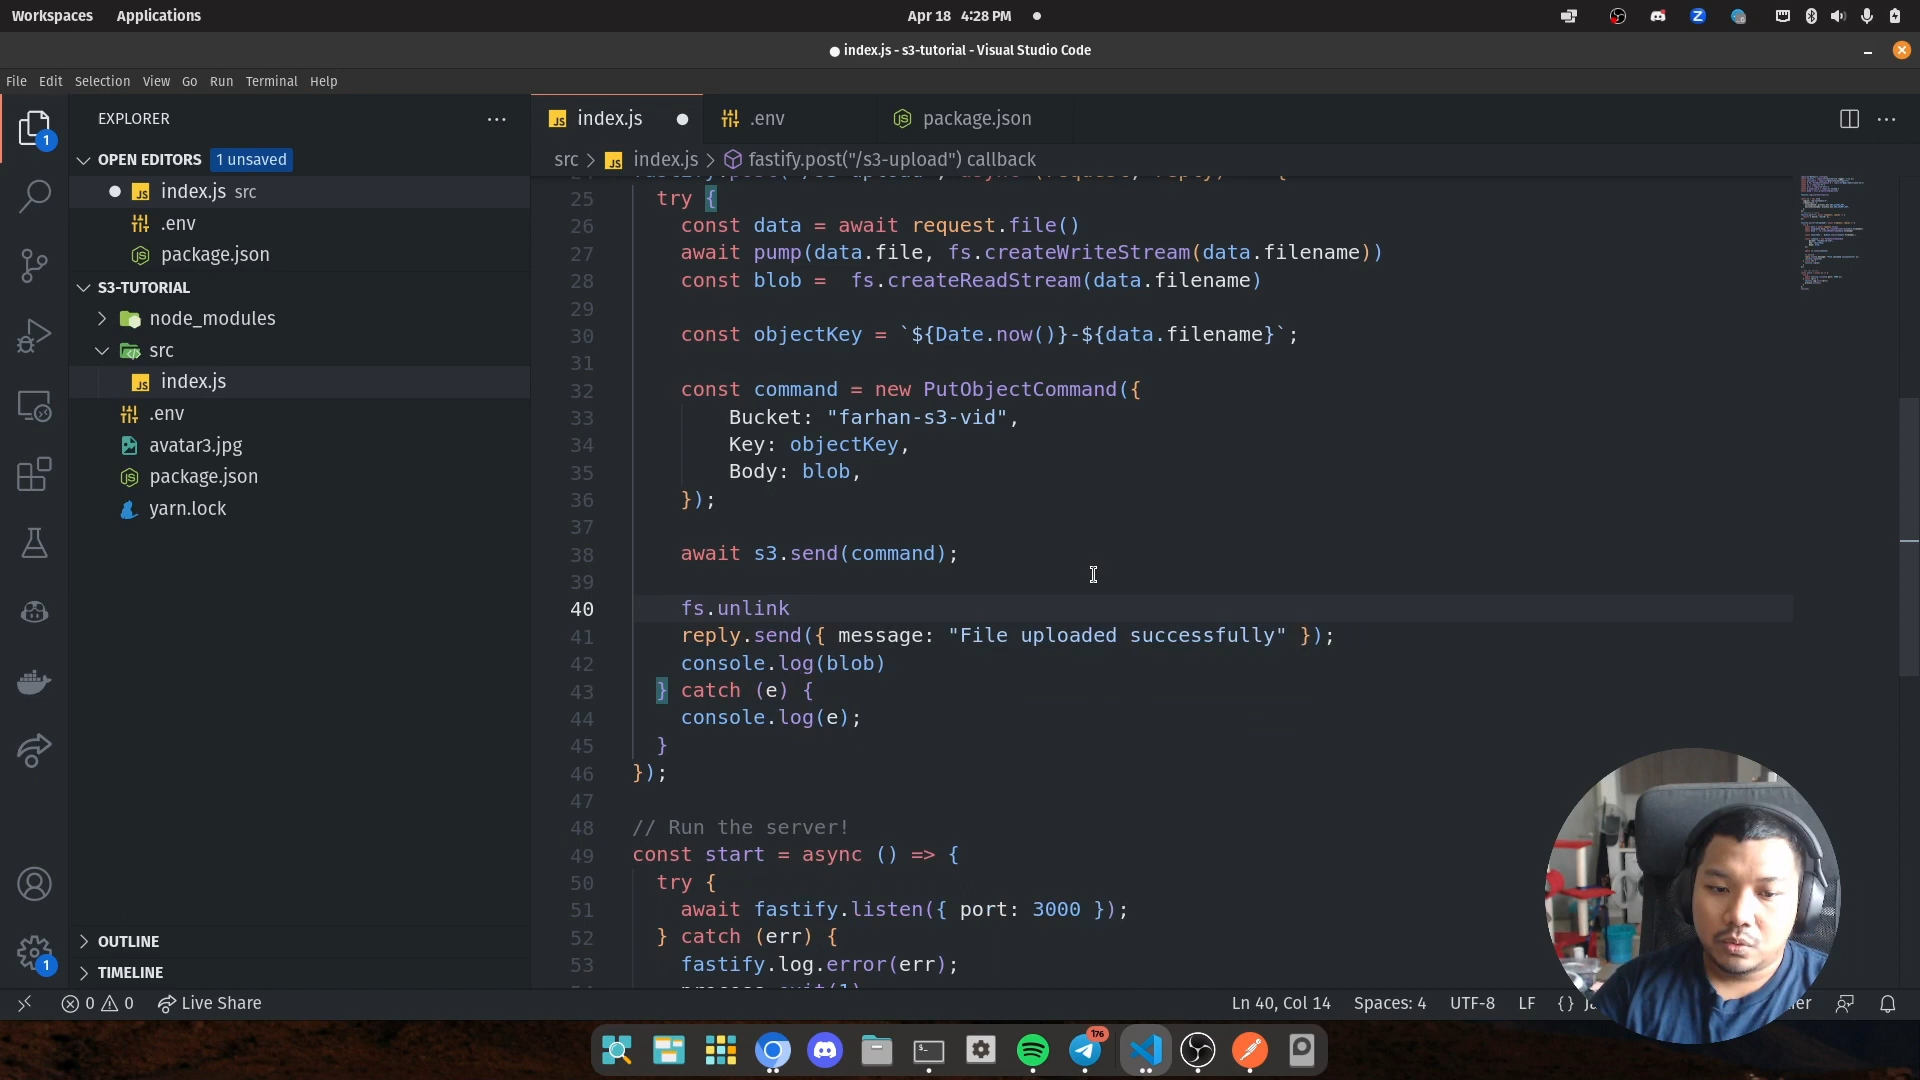 Workspaces Applications Apr 18 4:28 PM
index.js - s3-tutorial - Visual Studio Code
File Edit Selection View Go Run Terminal Help
EXPLORER
OPEN EDITORS 1 unsaved
index.js src
.env
package.json
S3-TUTORIAL
node_modules
src
index.js
.env
avatar3.jpg
package.json
yarn.lock
OUTLINE
TIMELINE
1
1
index.js .env package.json
src > index.js > fastify.post("/s3-upload") callback
25 try {
26 const data = await request.file()
27 await pump(data.file, fs.createWriteStream(data.filename))
28 const blob =  fs.createReadStream(data.filename)
29
30 const objectKey = `${Date.now()}-${data.filename}`;
31
32 const command = new PutObjectCommand({
33 Bucket: "farhan-s3-vid",
34 Key: objectKey,
35 Body: blob,
36 });
37
38 await s3.send(command);
39
40 fs.unlink
41 reply.send({ message: "File uploaded successfully" });
42 console.log(blob)
43 } catch (e) {
44 console.log(e);
45 }
46 });
47
48 // Run the server!
49 const start = async () => {
50 try {
51 await fastify.listen({ port: 3000 });
52 } catch (err) {
53 fastify.log.error(err);
process.exit(1)
0 0 Live Share Ln 40, Col 14 Spaces: 4 UTF-8 LF {}
176